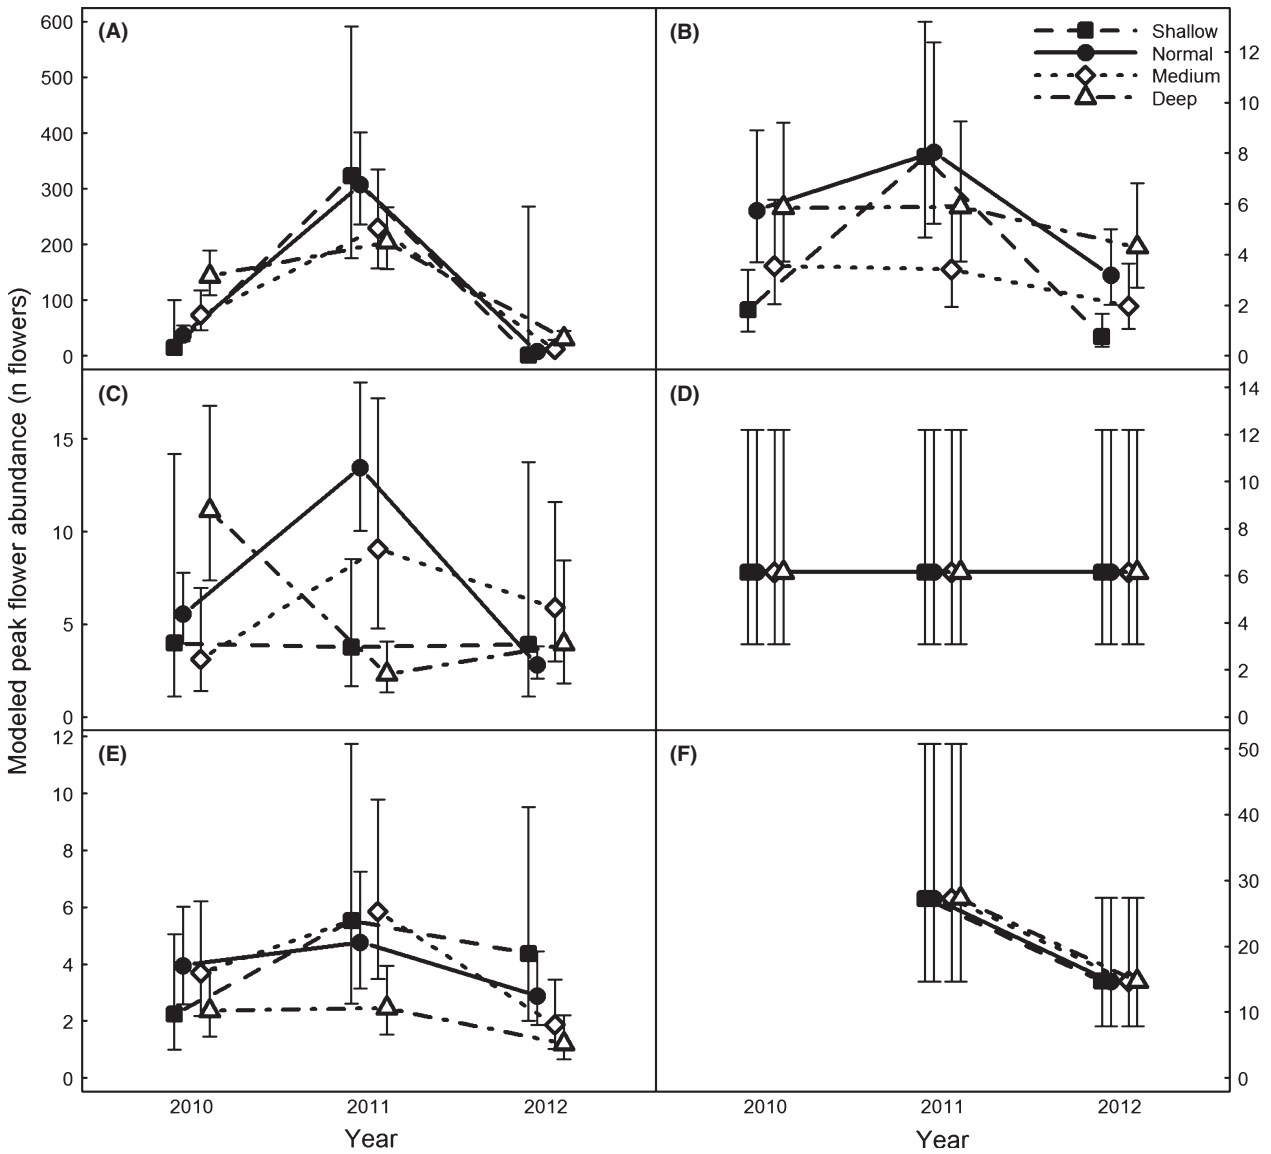 Modeled peak flower abundance (n flowers)
(A)
600
500
400
300
200
100
0
(B)
Shallow
Normal
Medium
Deep
12
10
8
6
4
2
0
(C)
15
10
5
0
(D)
14
12
10
8
6
4
2
0
(E)
12
10
8
6
4
2
0
(F)
50
40
30
20
10
0
2010 2011 2012
Year
2010 2011 2012
Year